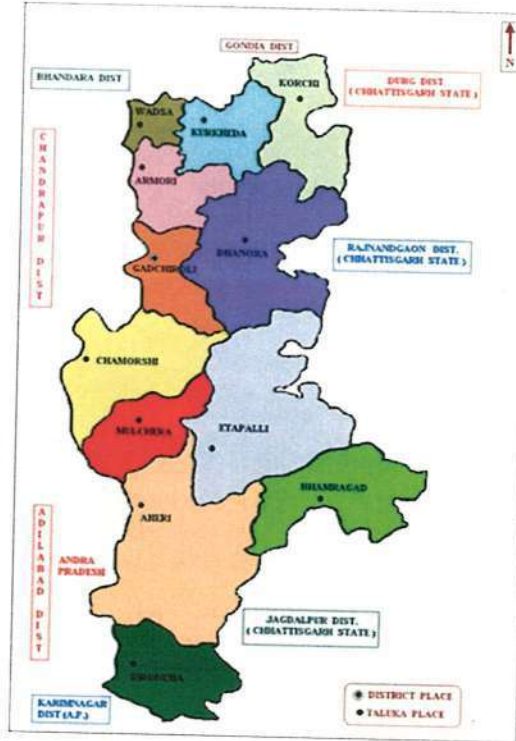 GONDIA DIST
N
BHANDARA DIST
KORCHI
DURG DIST
( CHHATTISGARH STATE )
WADSA
KURKHEDA
CHANDRAPUR DIST
ARMORI
DHANORA
RAJNANDGAON DIST.
( CHHATTISGARH STATE )
GADCHIROLI
CHAMORSHI
MULCHERA
ETAPALLI
BHAMRAGAD
AHERI
ADILABAD DIST
ANDRA
PRADESH
JAGDALPUR DIST.
( CHHATTISGARH STATE )
KARIMNAGAR
DIST (A.P.)
DISTRICT PLACE
TALUKA PLACE